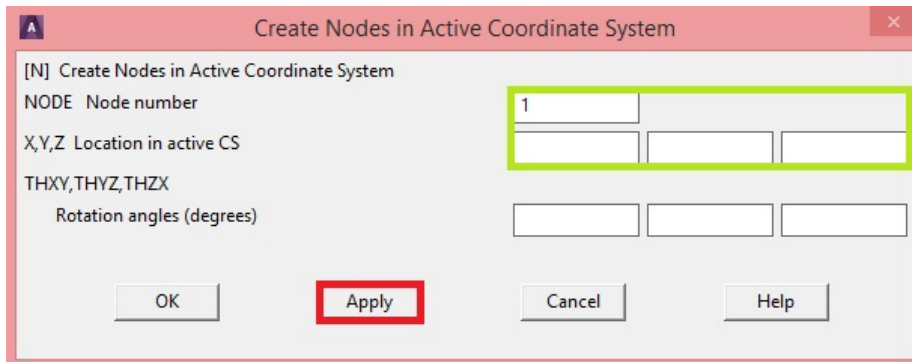 A
Create Nodes in Active Coordinate System
×
[N] Create Nodes in Active Coordinate System
NODE Node number 1
X,Y,Z Location in active CS
THXY,THYZ,THZX
Rotation angles (degrees)
OK Apply Cancel Help